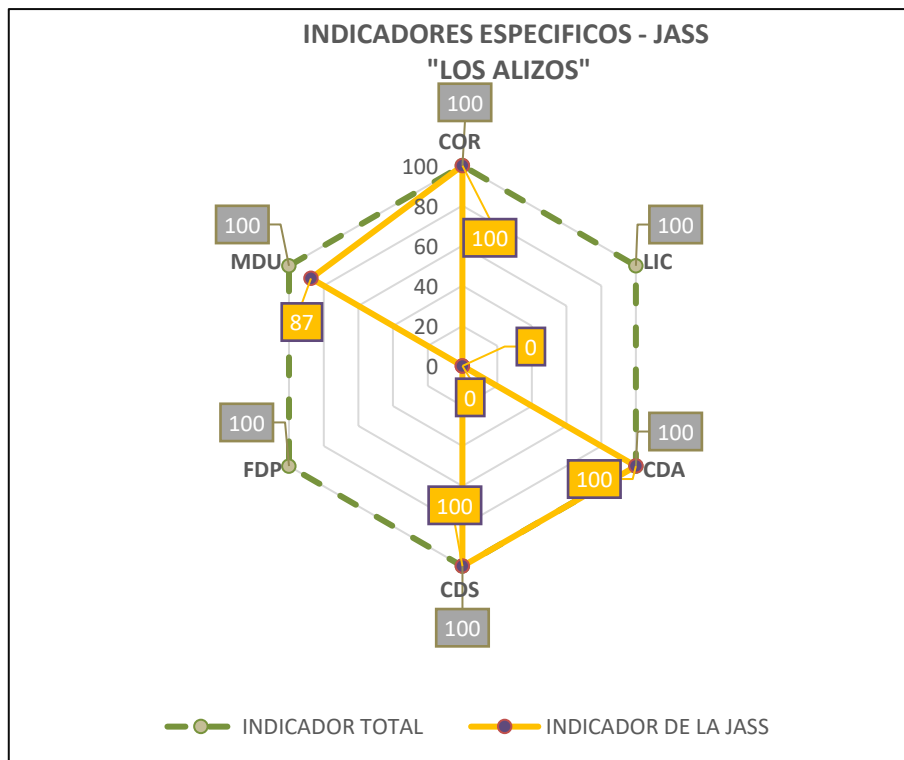 INDICADORES ESPECIFICOS - JASS
"LOS ALIZOS"
100
COR
100
80
60
40
20
0
100
100
MDU
100
LIC
87
0
0
100
FDP
100
CDA
100
100
CDS
100
INDICADOR TOTAL
INDICADOR DE LA JASS